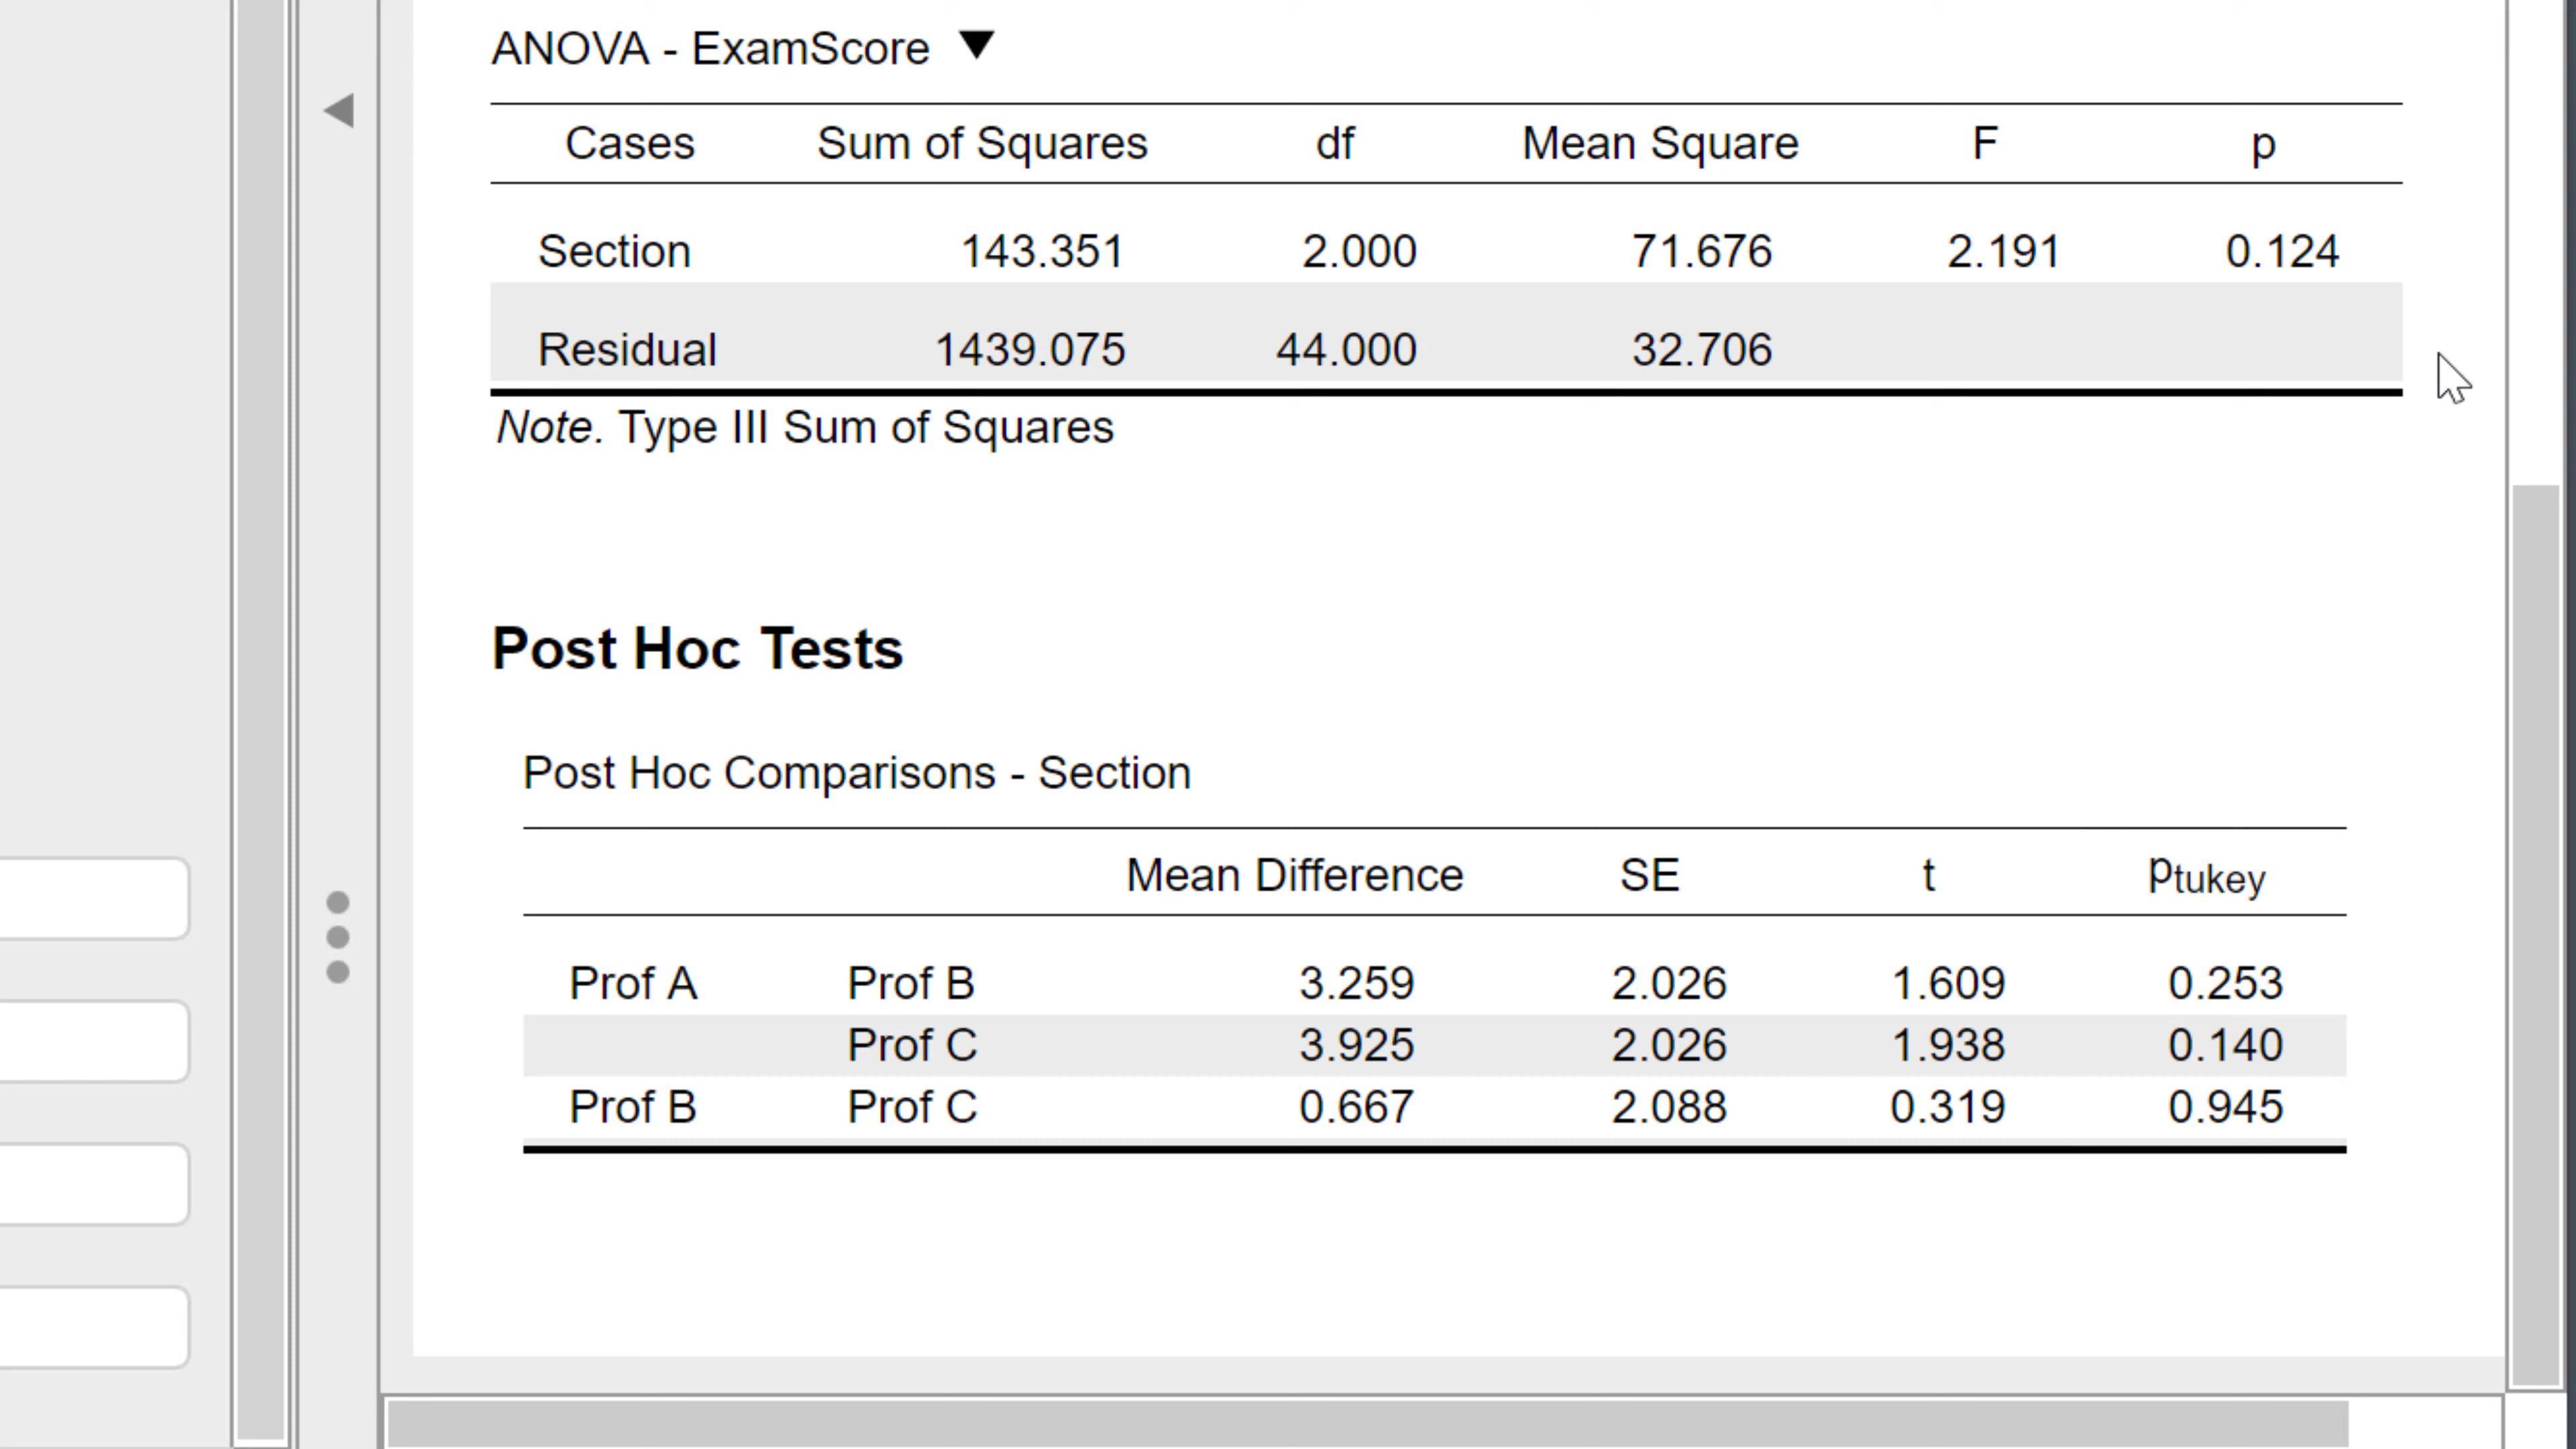 ANOVA - ExamScore
Cases Sum of Squares df Mean Square F p
Section 143.351 2.000 71.676 2.191 0.124
Residual 1439.075 44.000 32.706
Note. Type III Sum of Squares
Post Hoc Tests
Post Hoc Comparisons - Section
Mean Difference SE t ptukey
Prof A Prof B 3.259 2.026 1.609 0.253
Prof C 3.925 2.026 1.938 0.140
Prof B Prof C 0.667 2.088 0.319 0.945